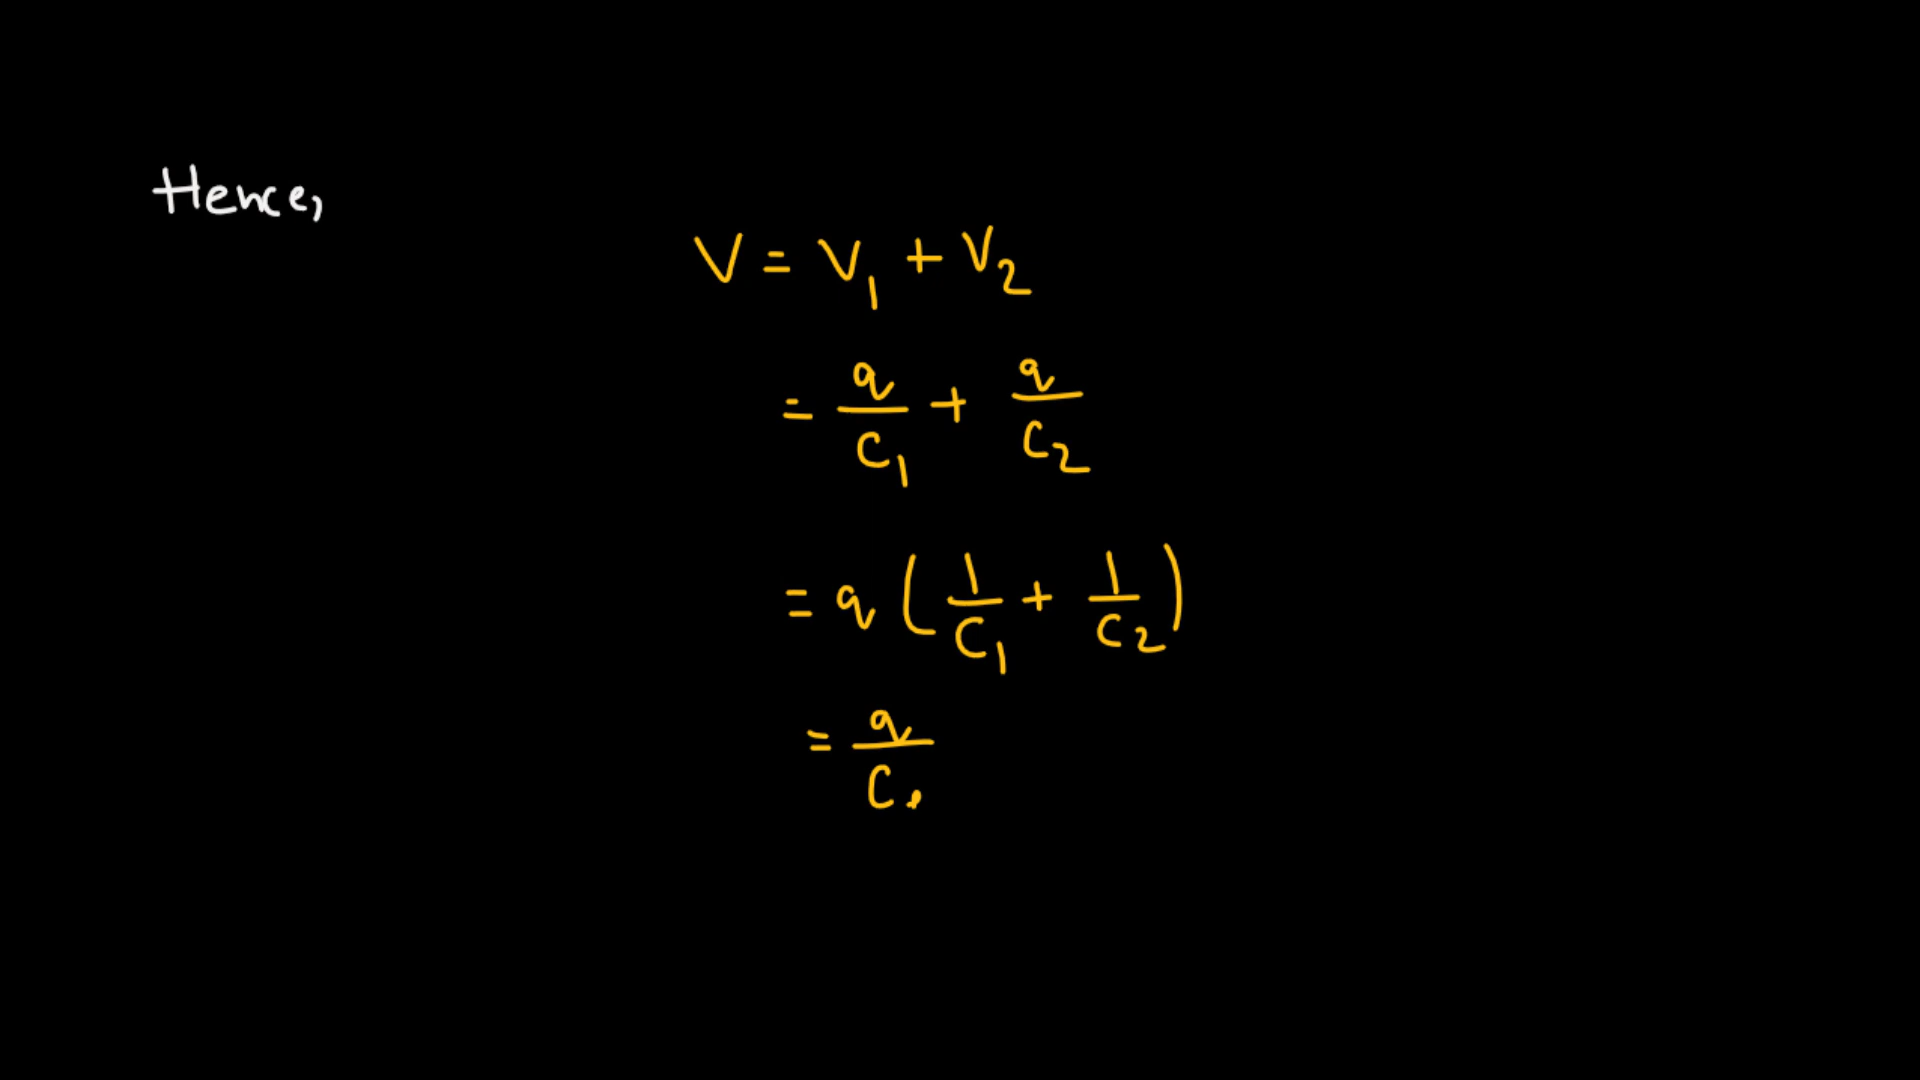 Hence,
V = V₁ + V₂
= q/C₁ + q/C₂
= q (1/C₁ + 1/C₂)
= q/C